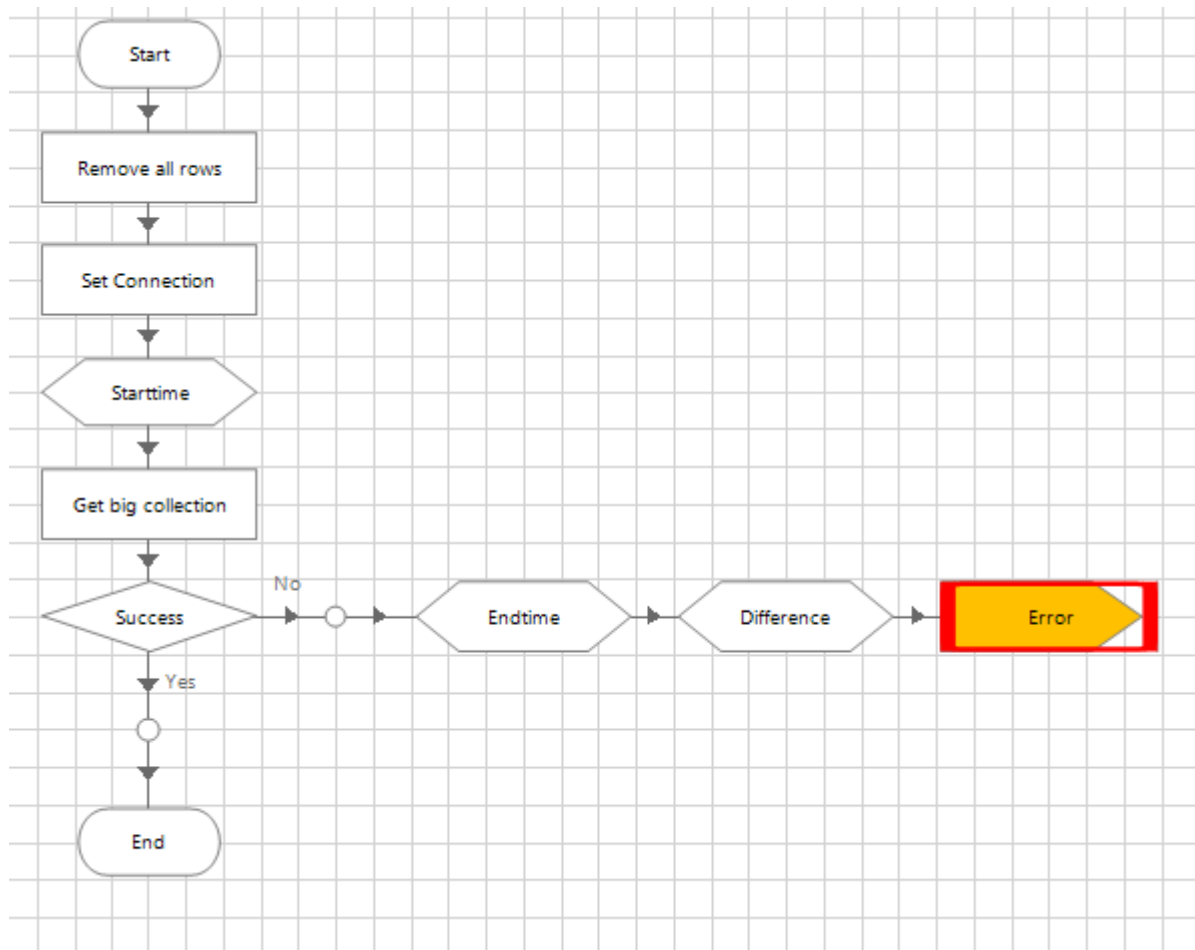 Start
Remove all rows
Set Connection
Starttime
Get big collection
Success
No
Endtime
Difference
Error
Yes
End